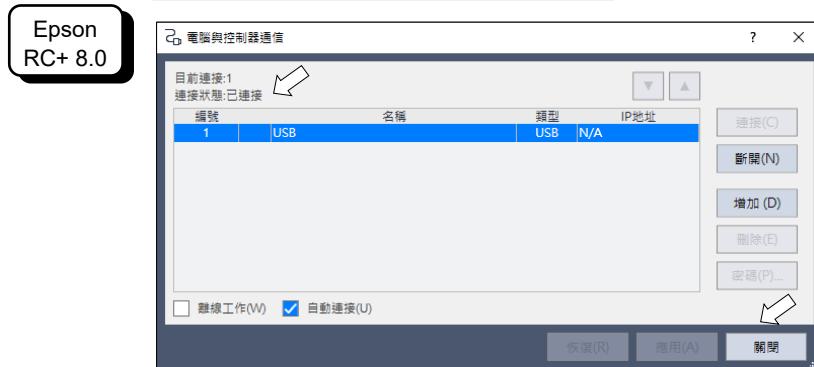 Epson
RC+ 8.0
電腦與控制器通信
目前連接:1
連接狀態:已連接
編號 名稱 類型 IP地址
1 USB USB N/A
連接(C)
斷開(N)
增加 (D)
刪除(E)
密碼(P)...
離線工作(W) 自動連接(U)
恢復(R) 應用(A) 關閉